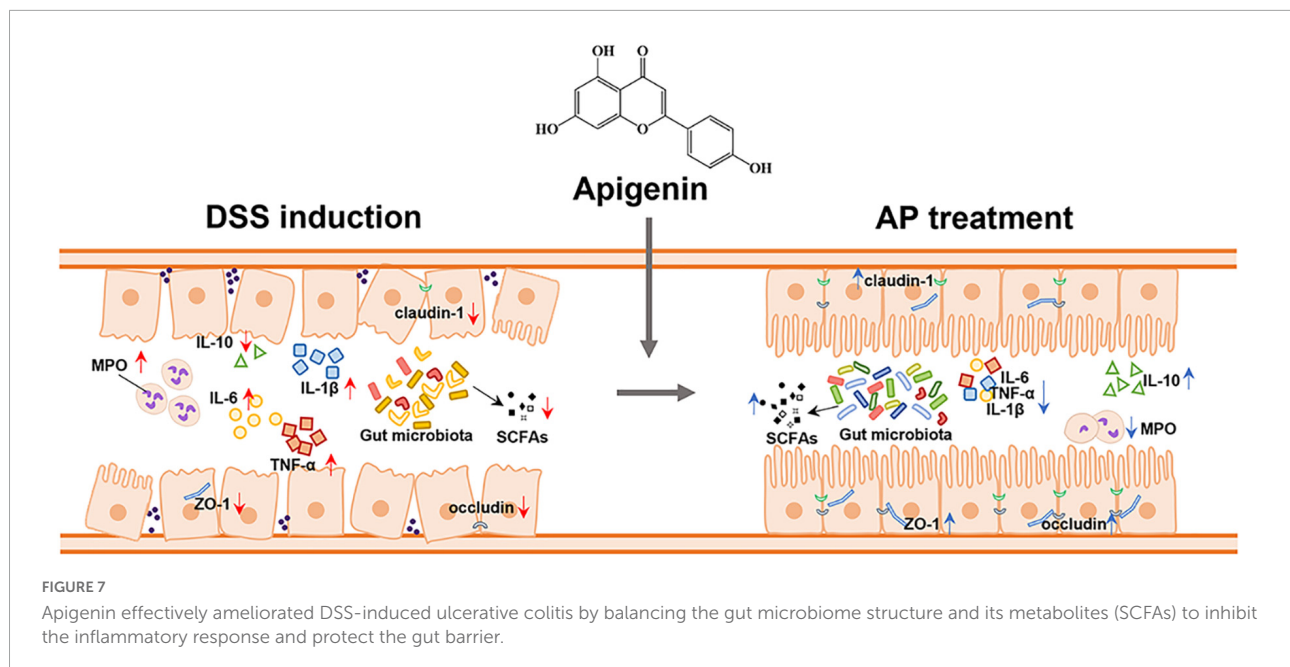 OH
O
HO
O
OH
Apigenin
DSS induction
AP treatment
claudin-1
IL-10
MPO
IL-1β
IL-6
TNF-α
Gut microbiota
SCFAs
ZO-1
occludin
claudin-1
IL-6
TNF-α
IL-1β
IL-10
SCFAs
Gut microbiota
MPO
ZO-1
occludin
FIGURE 7
Apigenin effectively ameliorated DSS-induced ulcerative colitis by balancing the gut microbiome structure and its metabolites (SCFAs) to inhibit
the inflammatory response and protect the gut barrier.